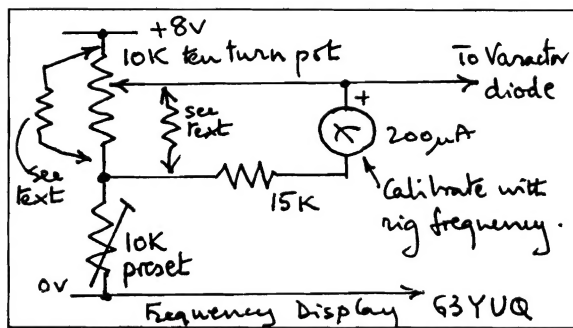 +8V
10K ten turn pot
To Varactor
diode
see
text
+
200µA
see
text
15K
Calibrate with
rig frequency.
10K
preset
0V
Frequency Display
G3YUQ